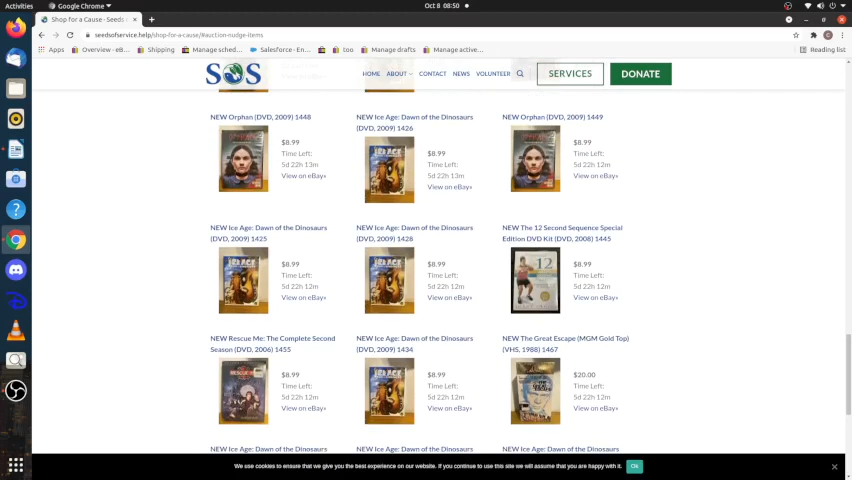 Activities Google Chrome Oct 8 08:50
Shop for a Cause - Seeds
seedsofservice.help/shop-for-a-cause/#auction-nudge-items
Apps Overview - eB... Shipping Manage sched... Salesforce - En... too Manage drafts Manage active... Reading list
SOS HOME ABOUT CONTACT NEWS VOLUNTEER SERVICES DONATE
NEW Orphan (DVD, 2009) 1448
$8.99
Time Left:
5d 22h 13m
View on eBay»
NEW Ice Age: Dawn of the Dinosaurs
(DVD, 2009) 1426
$8.99
Time Left:
5d 22h 13m
View on eBay»
NEW Orphan (DVD, 2009) 1449
$8.99
Time Left:
5d 22h 12m
View on eBay»
NEW Ice Age: Dawn of the Dinosaurs
(DVD, 2009) 1425
$8.99
Time Left:
5d 22h 12m
View on eBay»
NEW Ice Age: Dawn of the Dinosaurs
(DVD, 2009) 1428
ICE AGE
$8.99
Time Left:
5d 22h 12m
View on eBay»
NEW The 12 Second Sequence Special
Edition DVD Kit (DVD, 2008) 1445
12
$8.99
Time Left:
5d 22h 12m
View on eBay»
NEW Rescue Me: The Complete Second
Season (DVD, 2006) 1455
$8.99
Time Left:
5d 22h 12m
View on eBay»
NEW Ice Age: Dawn of the Dinosaurs
(DVD, 2009) 1434
ICE AGE
$8.99
Time Left:
5d 22h 12m
View on eBay»
NEW The Great Escape (MGM Gold Top)
(VHS, 1988) 1467
$20.00
Time Left:
5d 22h 12m
View on eBay»
NEW Ice Age: Dawn of the Dinosaurs
NEW Ice Age: Dawn of the Dinosaurs
NEW Ice Age: Dawn of the Dinosaurs
We use cookies to ensure that we give you the best experience on our website. If you continue to use this site we will assume that you are happy with it. Ok